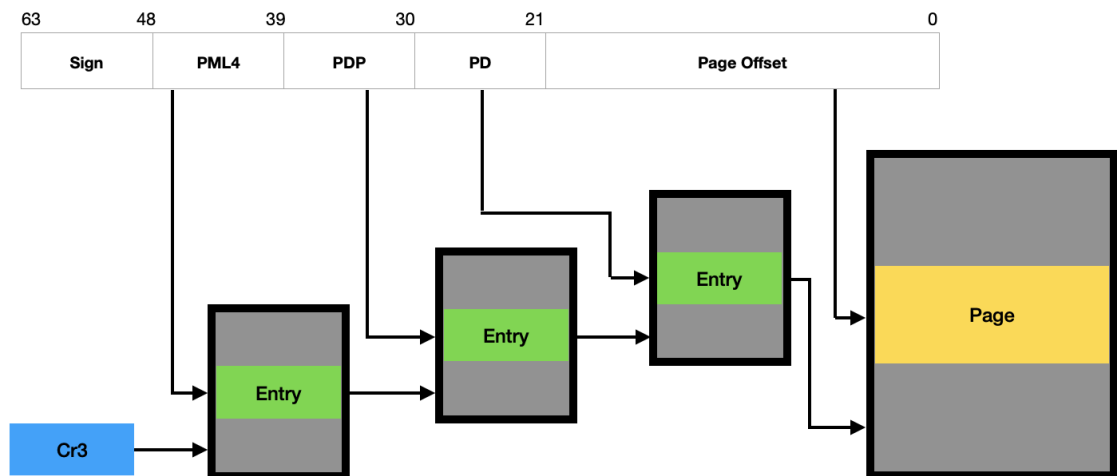 63 48 39 30 21 0
Sign PML4 PDP PD Page Offset
Entry
Entry
Page
Entry
Cr3